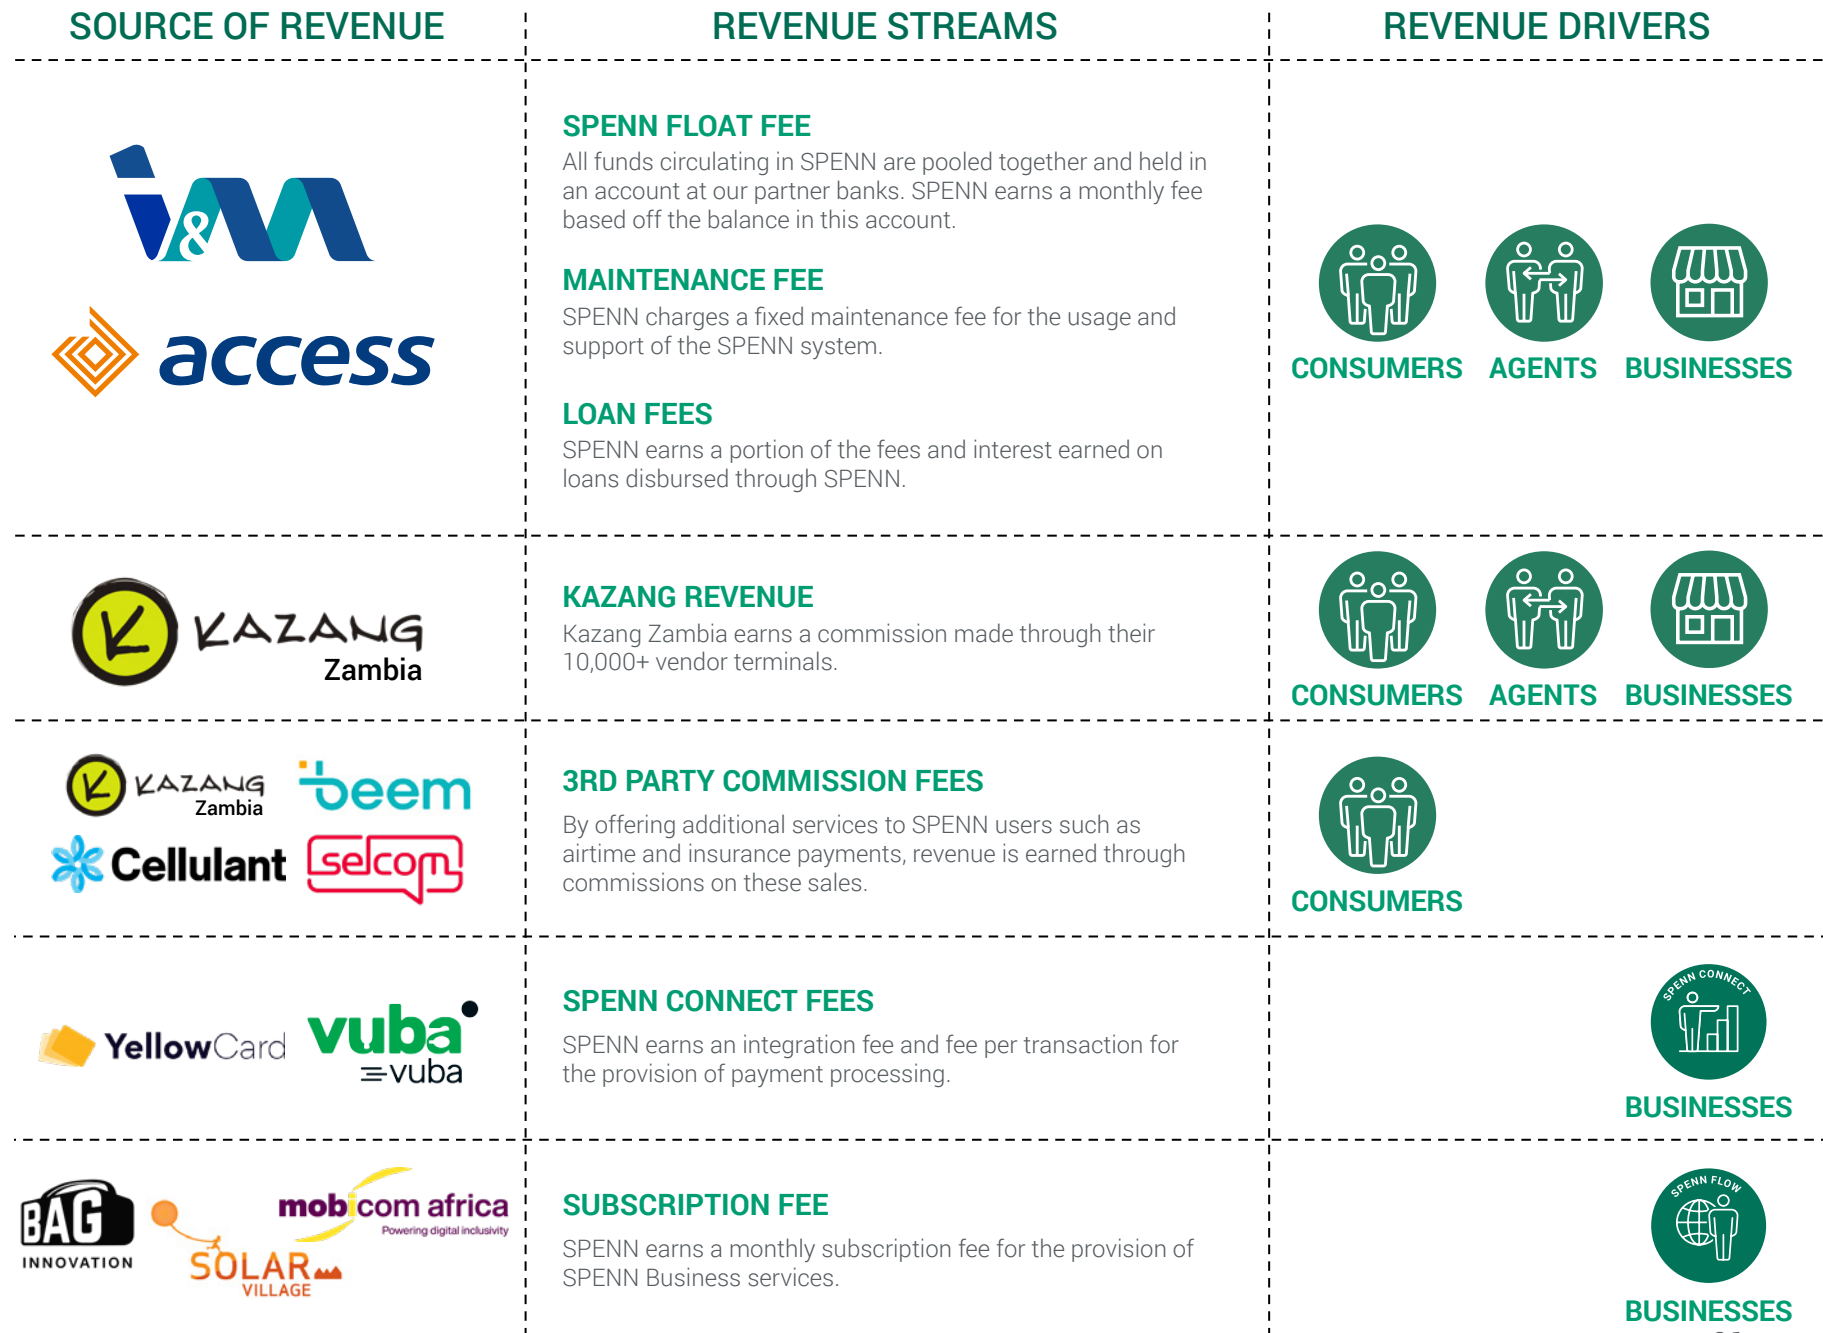 SOURCE OF REVENUE
REVENUE STREAMS
REVENUE DRIVERS
i&M
access
SPENN FLOAT FEE
All funds circulating in SPENN are pooled together and held in
an account at our partner banks. SPENN earns a monthly fee
based off the balance in this account.
MAINTENANCE FEE
SPENN charges a fixed maintenance fee for the usage and
support of the SPENN system.
LOAN FEES
SPENN earns a portion of the fees and interest earned on
loans disbursed through SPENN.
CONSUMERS
AGENTS
BUSINESSES
K KAZANG
Zambia
KAZANG REVENUE
Kazang Zambia earns a commission made through their
10,000+ vendor terminals.
CONSUMERS
AGENTS
BUSINESSES
K KAZANG
Zambia
beem
Cellulant
selcom
3RD PARTY COMMISSION FEES
By offering additional services to SPENN users such as
airtime and insurance payments, revenue is earned through
commissions on these sales.
CONSUMERS
YellowCard
vuba
vuba
SPENN CONNECT FEES
SPENN earns an integration fee and fee per transaction for
the provision of payment processing.
SPENN CONNECT
BUSINESSES
BAG
INNOVATION
SOLAR
VILLAGE
mobicom africa
Powering digital inclusivity
SUBSCRIPTION FEE
SPENN earns a monthly subscription fee for the provision of
SPENN Business services.
SPENN FLOW
BUSINESSES